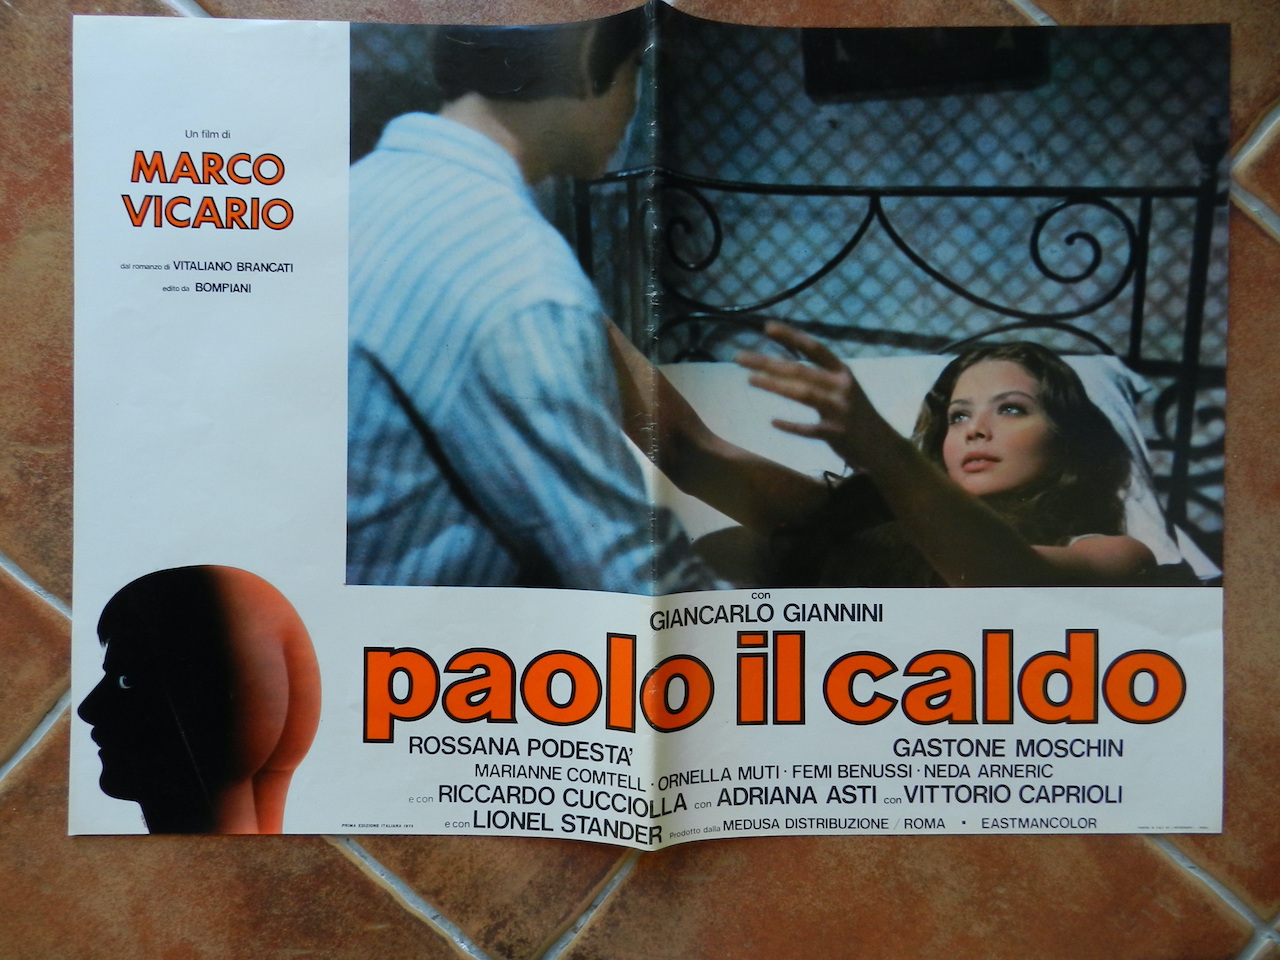 Un film di
MARCO
VICARIO
dal romanzo di VITALIANO BRANCATI
edito da BOMPIANI
con
GIANCARLO GIANNINI
paolo il caldo
ROSSANA PODESTA' GASTONE MOSCHIN
MARIANNE COMTELL · ORNELLA MUTI · FEMI BENUSSI · NEDA ARNERIC
e con RICCARDO CUCCIOLLA con ADRIANA ASTI con VITTORIO CAPRIOLI
e con LIONEL STANDER Prodotto dalla MEDUSA DISTRIBUZIONE / ROMA · EASTMANCOLOR
PRIMA EDIZIONE ITALIANA 1974